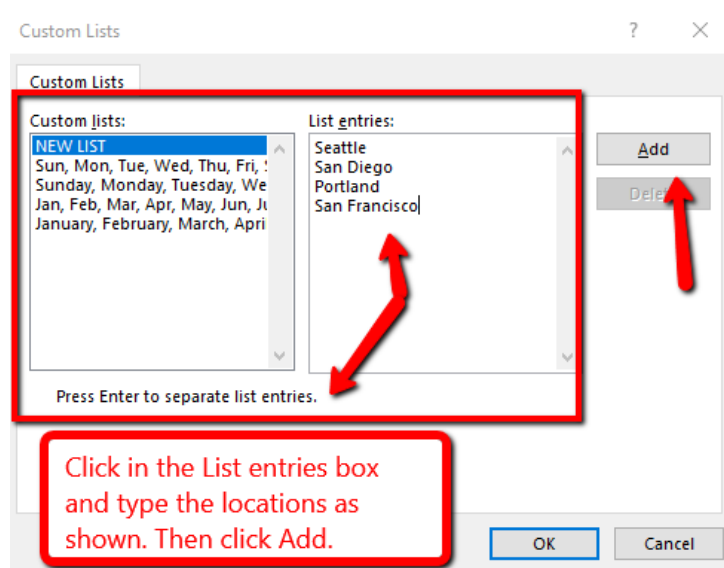 Custom Lists
?
Custom Lists
Custom lists:
List entries:
NEW LIST
Sun, Mon, Tue, Wed, Thu, Fri,
Sunday, Monday, Tuesday, We
Jan, Feb, Mar, Apr, May, Jun, Ju
January, February, March, Apri
Seattle
San Diego
Portland
San Francisco
Add
Press Enter to separate list entries.
Click in the List entries box
and type the locations as
shown. Then click Add.
OK
Cancel